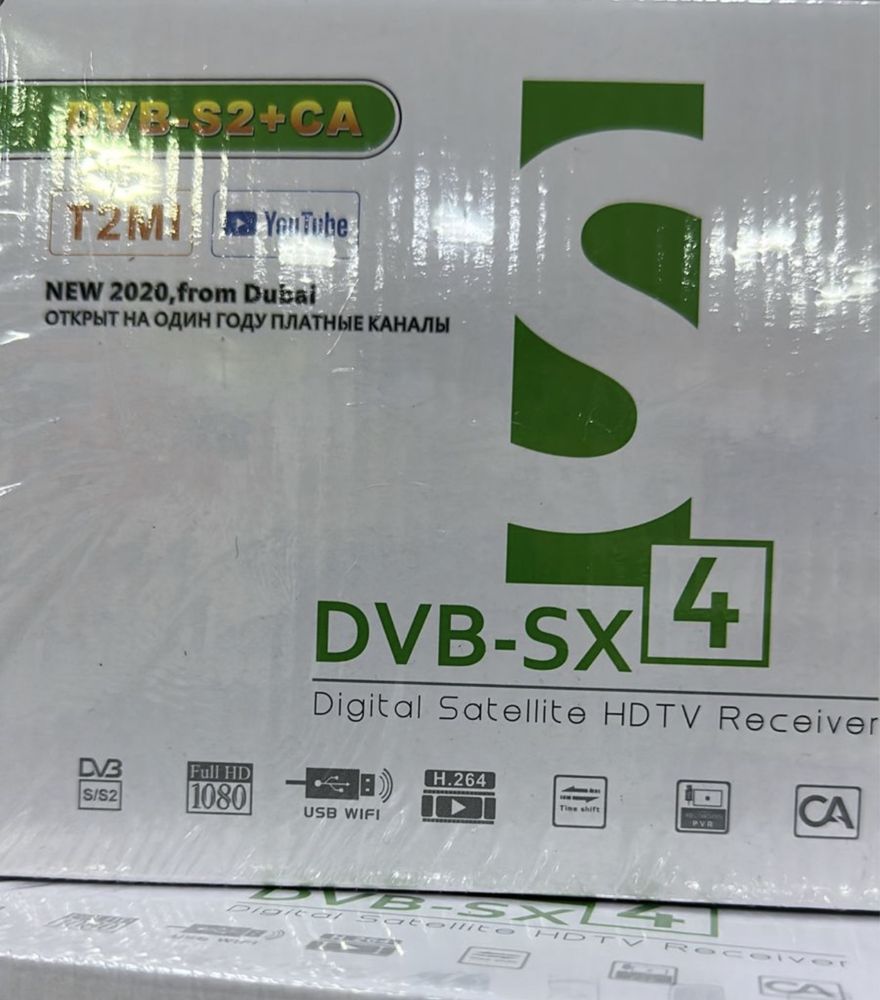 DVB-S2+CA
T2MI
YouTube
NEW 2020,from Dubai
ОТКРЫТ НА ОДИН ГОДУ ПЛАТНЫЕ КАНАЛЫ
S
DVB-SX 4
Digital Satellite HDTV Receiver
DVB
S/S2
Full HD
1080
USB WIFI
H.264
Time shift
PVR
CA
DVB-SX 4
Digital Satellite HDTV Receiver
USB WIFI
CA